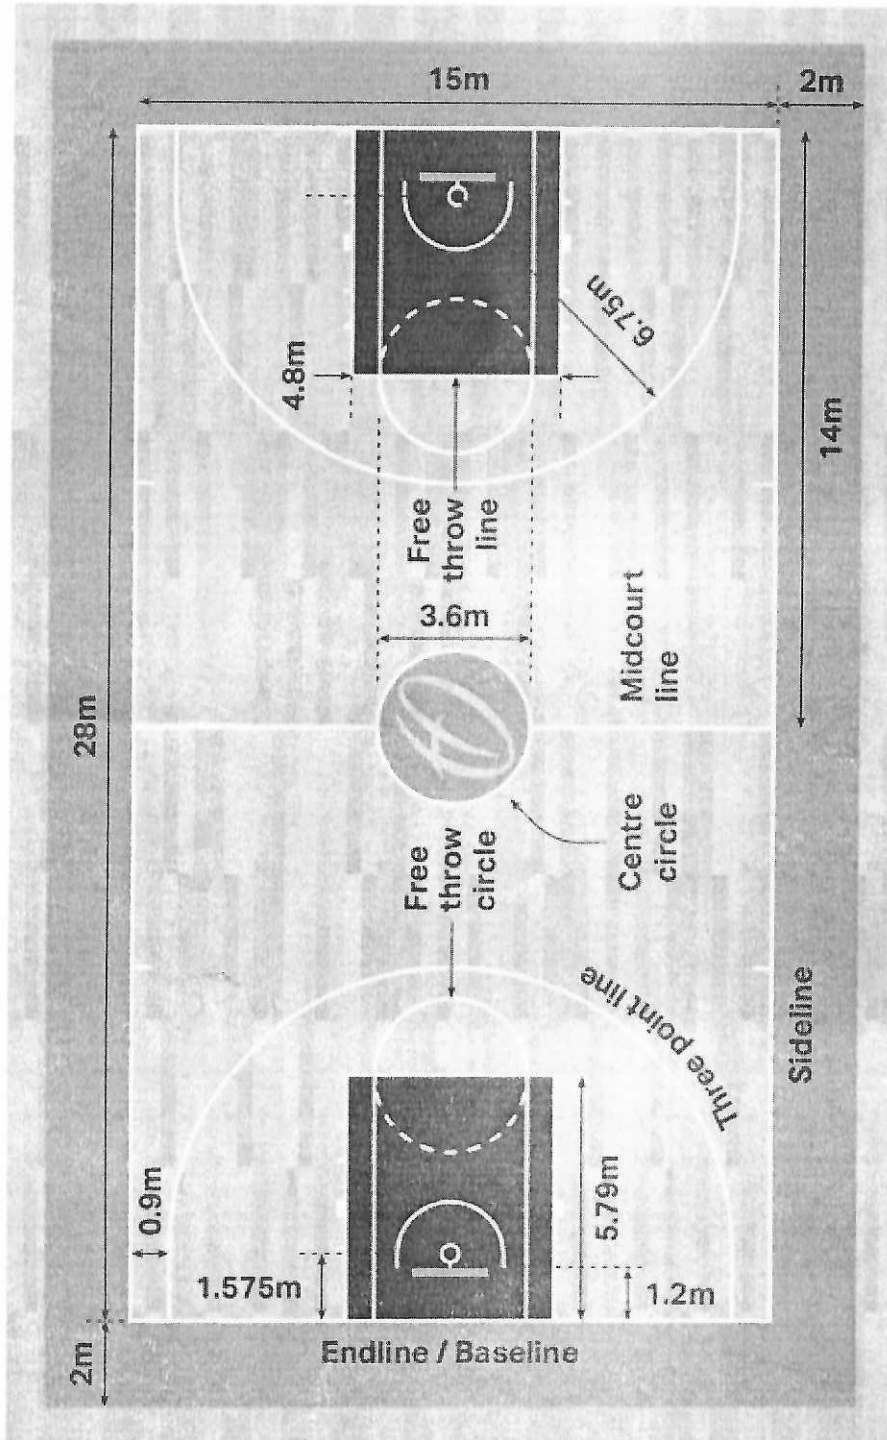 15m
2m
6.75m
4.8m
14m
Free
throw
line
3.6m
Midcourt
line
28m
Free
throw
circle
Centre
circle
Three point line
Sideline
0.9m
5.79m
1.575m
1.2m
2m
Endline / Baseline